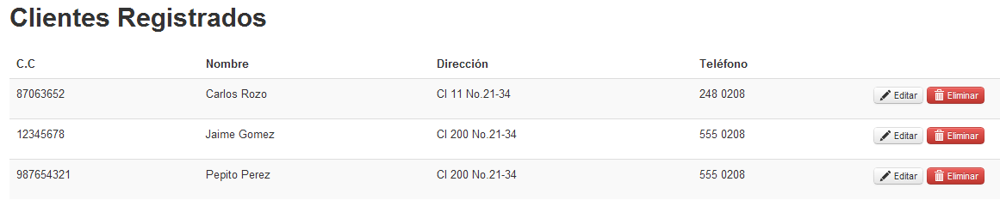 Clientes Registrados
C.C Nombre Dirección Teléfono
87063652 Carlos Rozo Cl 11 No.21-34 248 0208 Editar Eliminar
12345678 Jaime Gomez Cl 200 No.21-34 555 0208 Editar Eliminar
987654321 Pepito Perez Cl 200 No.21-34 555 0208 Editar Eliminar